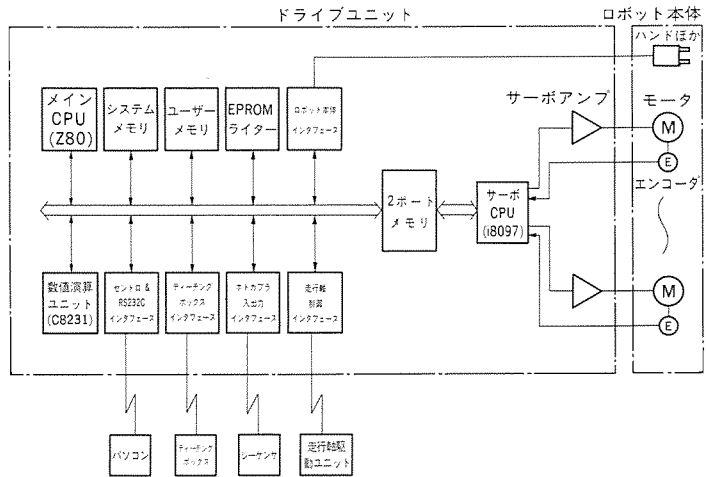 ドライブユニット
ロボット本体
ハンドほか
メイン
CPU
(Z80)
システム
メモリ
ユーザー
メモリ
EPROM
ライター
ロボット本体
インタフェース
サーボアンプ
モータ
M
E
エンコーダ
2ポート
メモリ
サーボ
CPU
(i8097)
M
E
数値演算
ユニット
(C8231)
セントロ &
RS232C
インタフェース
ティーチング
ボックス
インタフェース
ホトカプラ
入出力
インタフェース
走行軸
制御
インタフェース
パソコン
ティーチング
ボックス
シーケンサ
走行軸駆
動ユニット